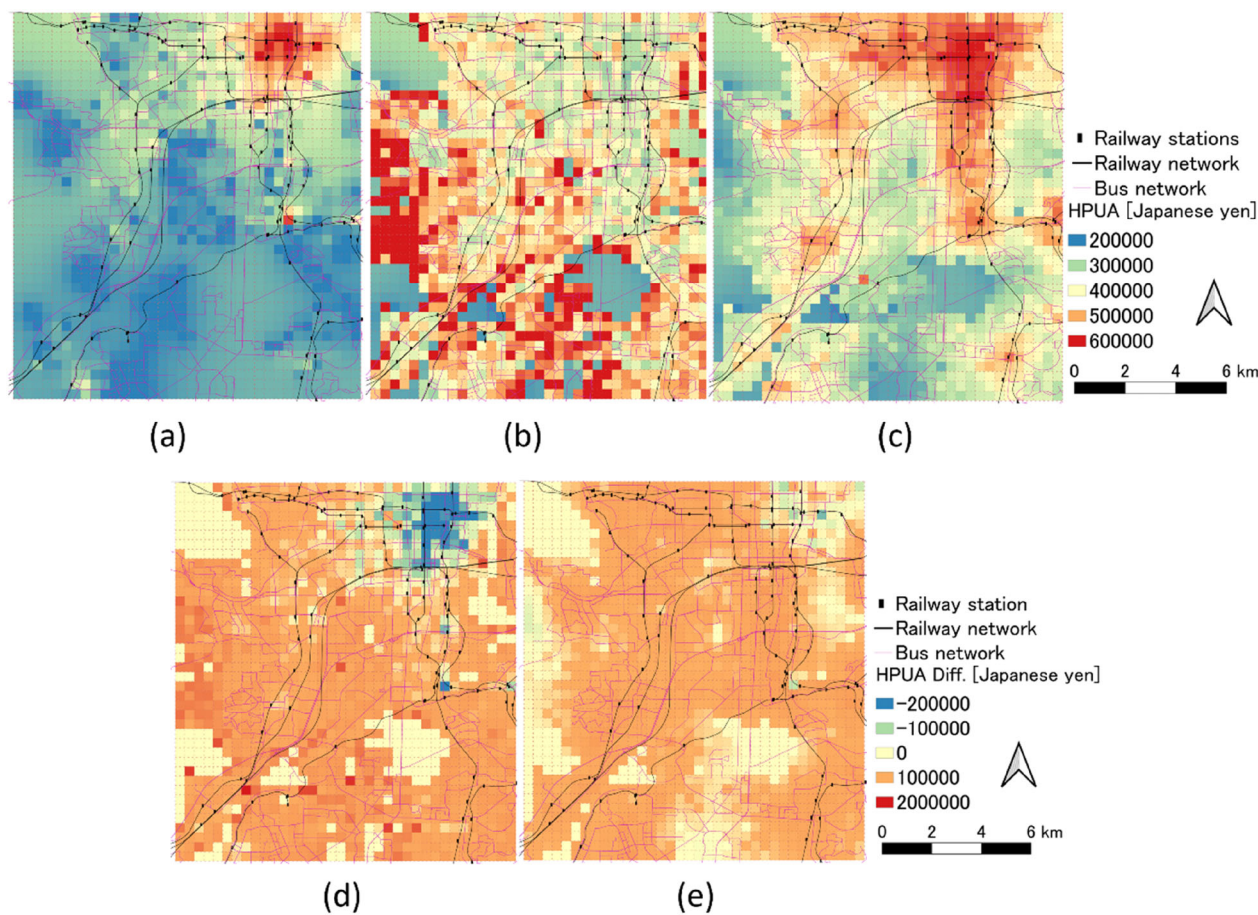 Railway stations
Railway network
Bus network
HPUA [Japanese yen]
200000
300000
400000
500000
600000
0 2 4 6 km
(a)
(b)
(c)
Railway station
Railway network
Bus network
HPUA Diff. [Japanese yen]
-200000
-100000
0
100000
2000000
0 2 4 6 km
(d)
(e)